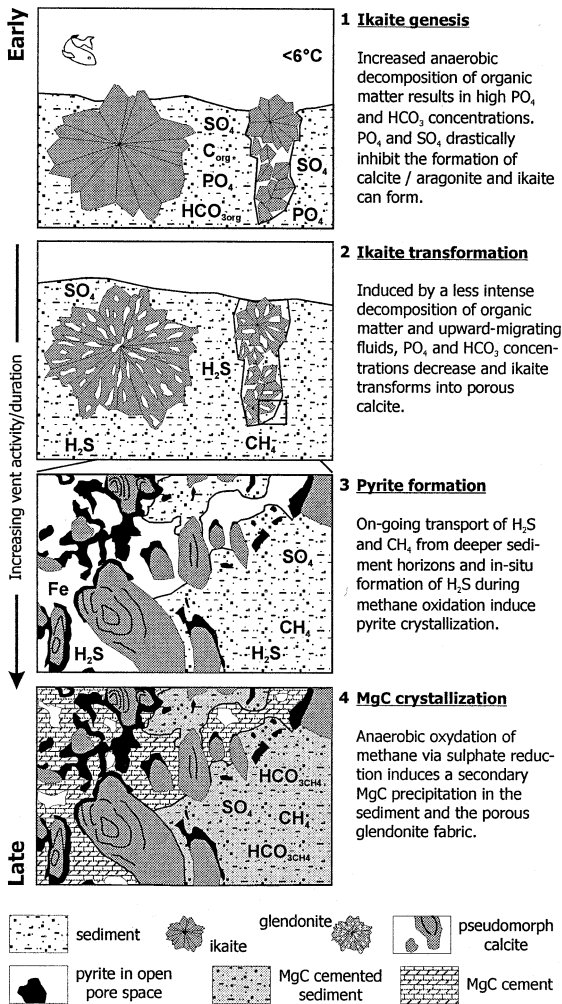 Early
<6°C
SO₄
C_org
PO₄
HCO₃org
SO₄
PO₄
1 Ikaite genesis
Increased anaerobic
decomposition of organic
matter results in high PO₄
and HCO₃ concentrations.
PO₄ and SO₄ drastically
inhibit the formation of
calcite / aragonite and ikaite
can form.
Increasing vent activity/duration
SO₄
H₂S
H₂S
CH₄
2 Ikaite transformation
Induced by a less intense
decomposition of organic
matter and upward-migrating
fluids, PO₄ and HCO₃ concen-
trations decrease and ikaite
transforms into porous
calcite.
SO₄
Fe
CH₄
H₂S
H₂S
3 Pyrite formation
On-going transport of H₂S
and CH₄ from deeper sedi-
ment horizons and in-situ
formation of H₂S during
methane oxidation induce
pyrite crystallization.
HCO₃CH4
SO₄
CH₄
HCO₃CH4
4 MgC crystallization
Anaerobic oxydation of
methane via sulphate reduc-
tion induces a secondary
MgC precipitation in the
sediment and the porous
glendonite fabric.
Late
sediment
ikaite
glendonite
pseudomorph
calcite
pyrite in open
pore space
MgC cemented
sediment
MgC cement